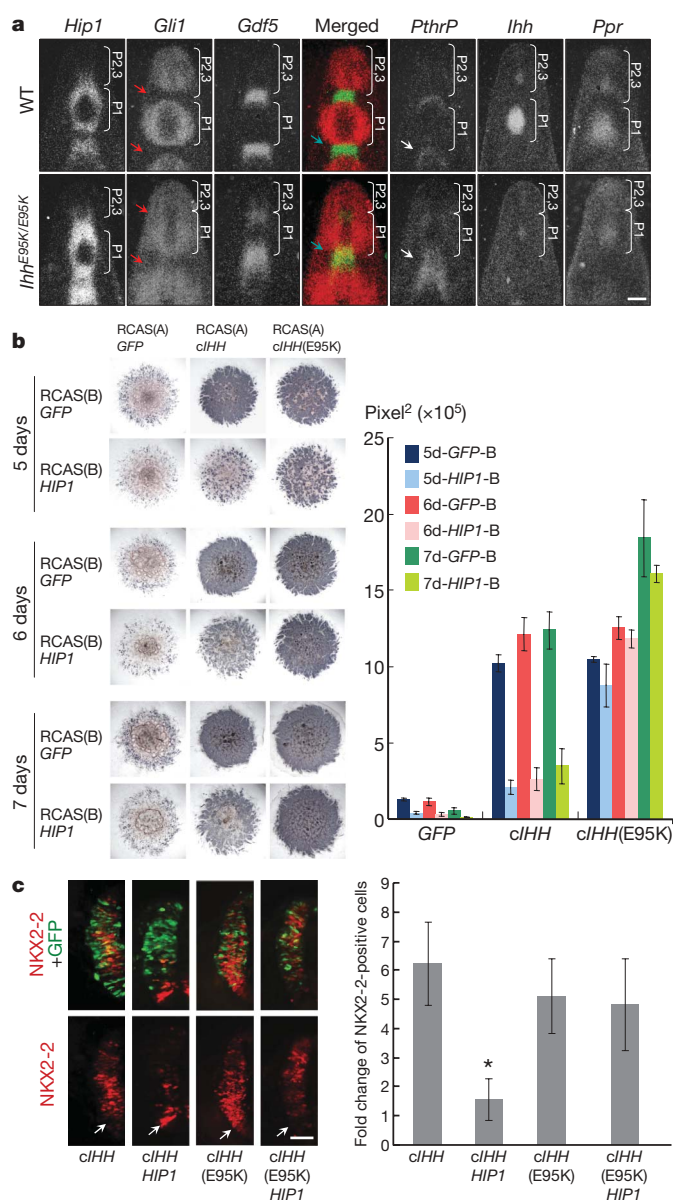 a
Hip1 Gli1 Gdf5 Merged PthrP Ihh Ppr
WT
P2,3 P2,3 P2,3 P2,3 P2,3 P2,3 P2,3
P1 P1 P1 P1 P1 P1 P1
Ihh^E95K/E95K
P2,3 P2,3 P2,3 P2,3 P2,3 P2,3 P2,3
P1 P1 P1 P1 P1 P1 P1
b
RCAS(A) GFP
RCAS(A) cIHH
RCAS(A) cIHH(E95K)
5 days
RCAS(B) GFP
RCAS(B) HIP1
6 days
RCAS(B) GFP
RCAS(B) HIP1
7 days
RCAS(B) GFP
RCAS(B) HIP1
Pixel² (×10⁵)
25
20
15
10
5
0
5d-GFP-B
5d-HIP1-B
6d-GFP-B
6d-HIP1-B
7d-GFP-B
7d-HIP1-B
GFP cIHH cIHH(E95K)
c
NKX2-2 +GFP
NKX2-2
cIHH
cIHH HIP1
cIHH (E95K)
cIHH (E95K) HIP1
Fold change of NKX2-2-positive cells
9
8
7
6
5
4
3
2
1
0
*
cIHH
cIHH HIP1
cIHH (E95K)
cIHH (E95K) HIP1